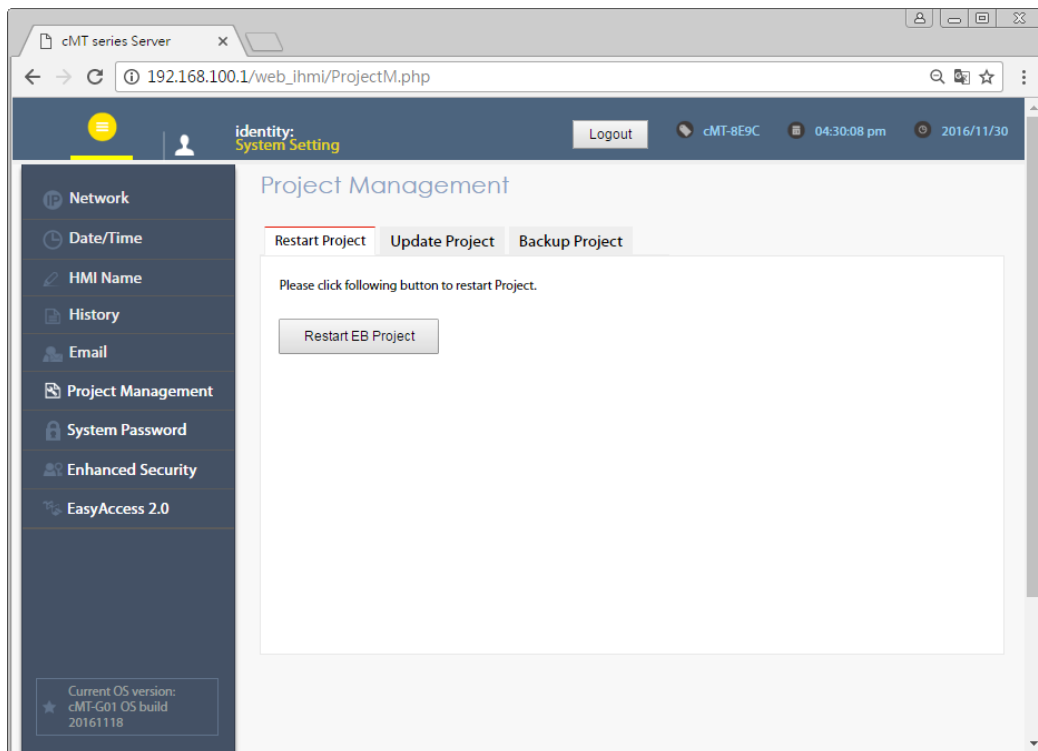 cMT series Server
192.168.100.1/web_ihmi/ProjectM.php
identity:
System Setting
Logout
cMT-8E9C
04:30:08 pm
2016/11/30
Network
Date/Time
HMI Name
History
Email
Project Management
System Password
Enhanced Security
EasyAccess 2.0
Current OS version:
cMT-G01 OS build
20161118
Project Management
Restart Project
Update Project
Backup Project
Please click following button to restart Project.
Restart EB Project